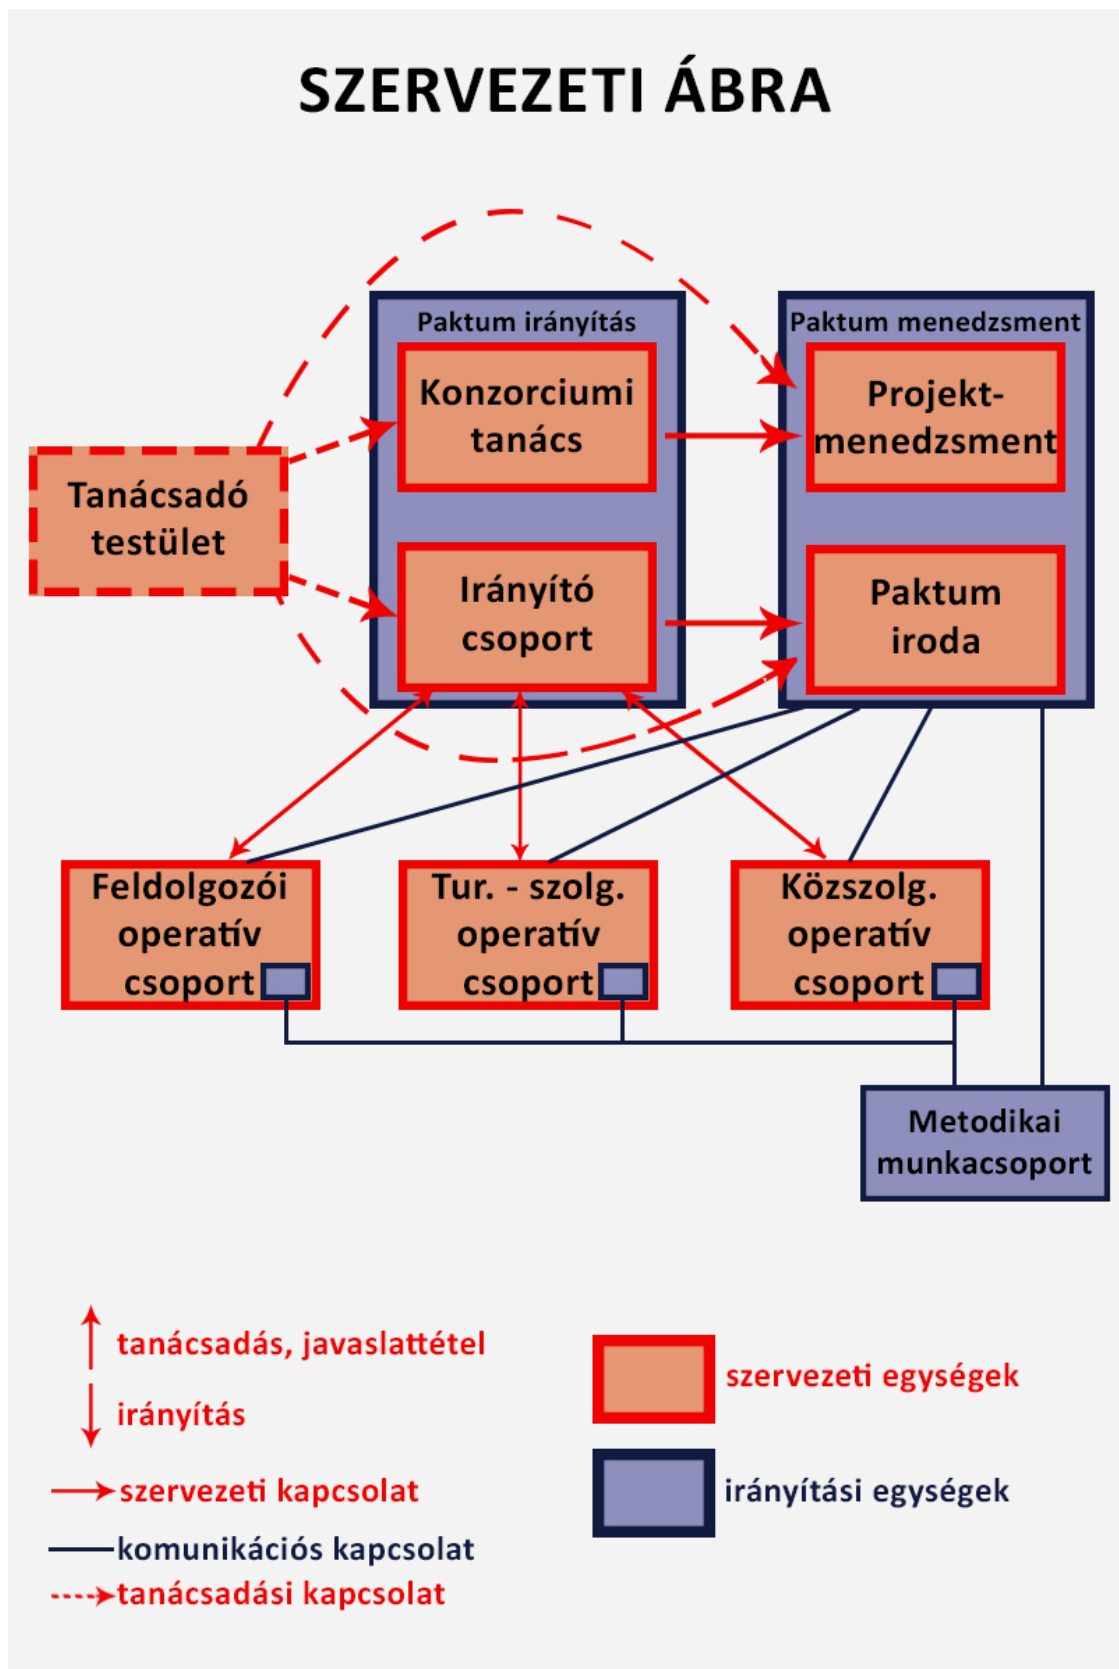 SZERVEZETI ÁBRA
Paktum irányítás
Paktum menedzsment
Konzorciumi
tanács
Projekt-
menedzsment
Tanácsadó
testület
Irányító
csoport
Paktum
iroda
Feldolgozói
operatív
csoport
Tur. - szolg.
operatív
csoport
Közszolg.
operatív
csoport
Metodikai
munkacsoport
tanácsadás, javaslattétel
irányítás
szervezeti kapcsolat
komunikációs kapcsolat
tanácsadási kapcsolat
szervezeti egységek
irányítási egységek